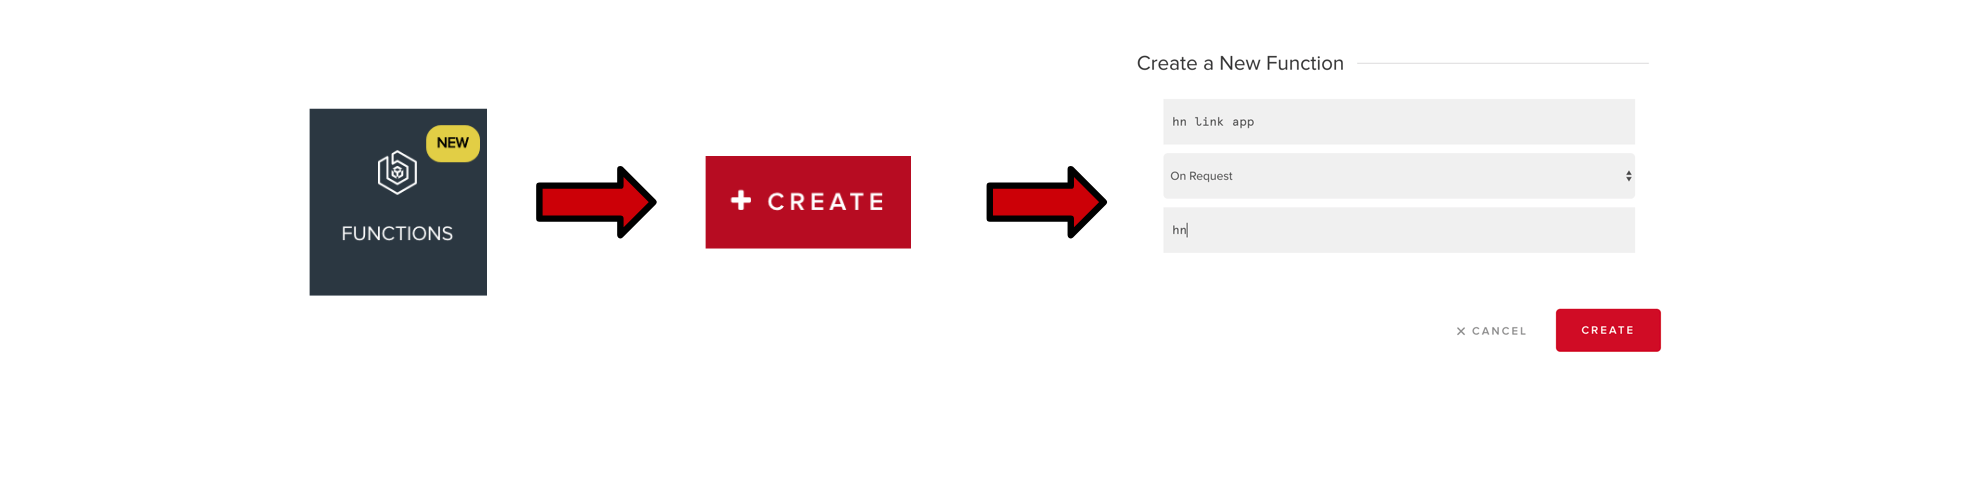 NEW
FUNCTIONS
+ CREATE
Create a New Function
hn link app
On Request
hn
× CANCEL
CREATE